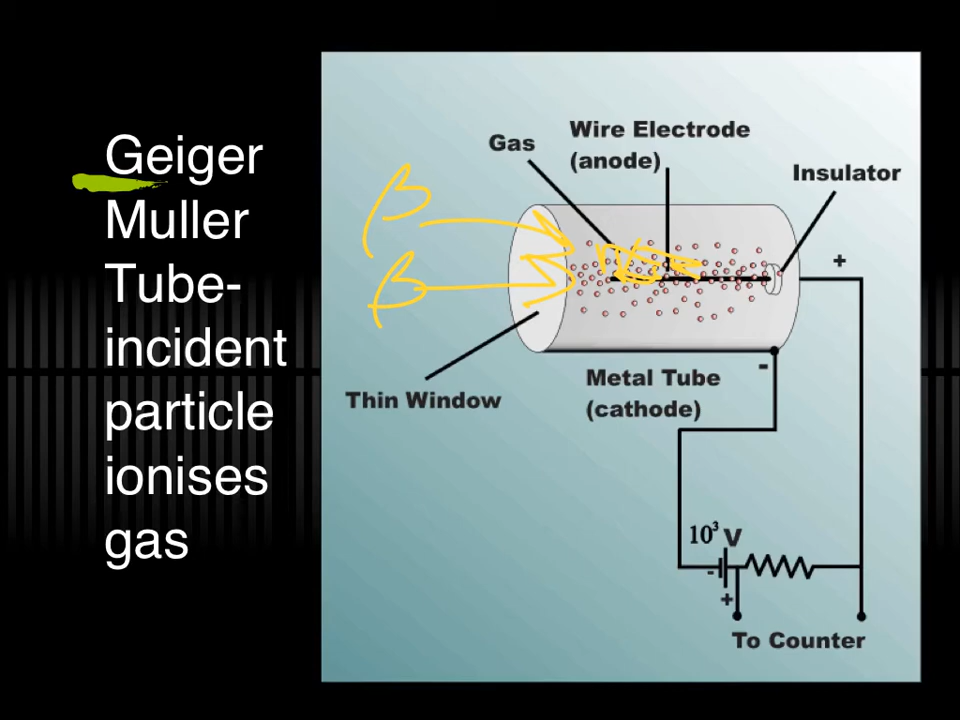 Geiger
Muller
Tube-
incident
particle
ionises
gas
Gas
Wire Electrode
(anode)
Insulator
β
β
+
Thin Window
-
Metal Tube
(cathode)
10³ V
-
+
To Counter